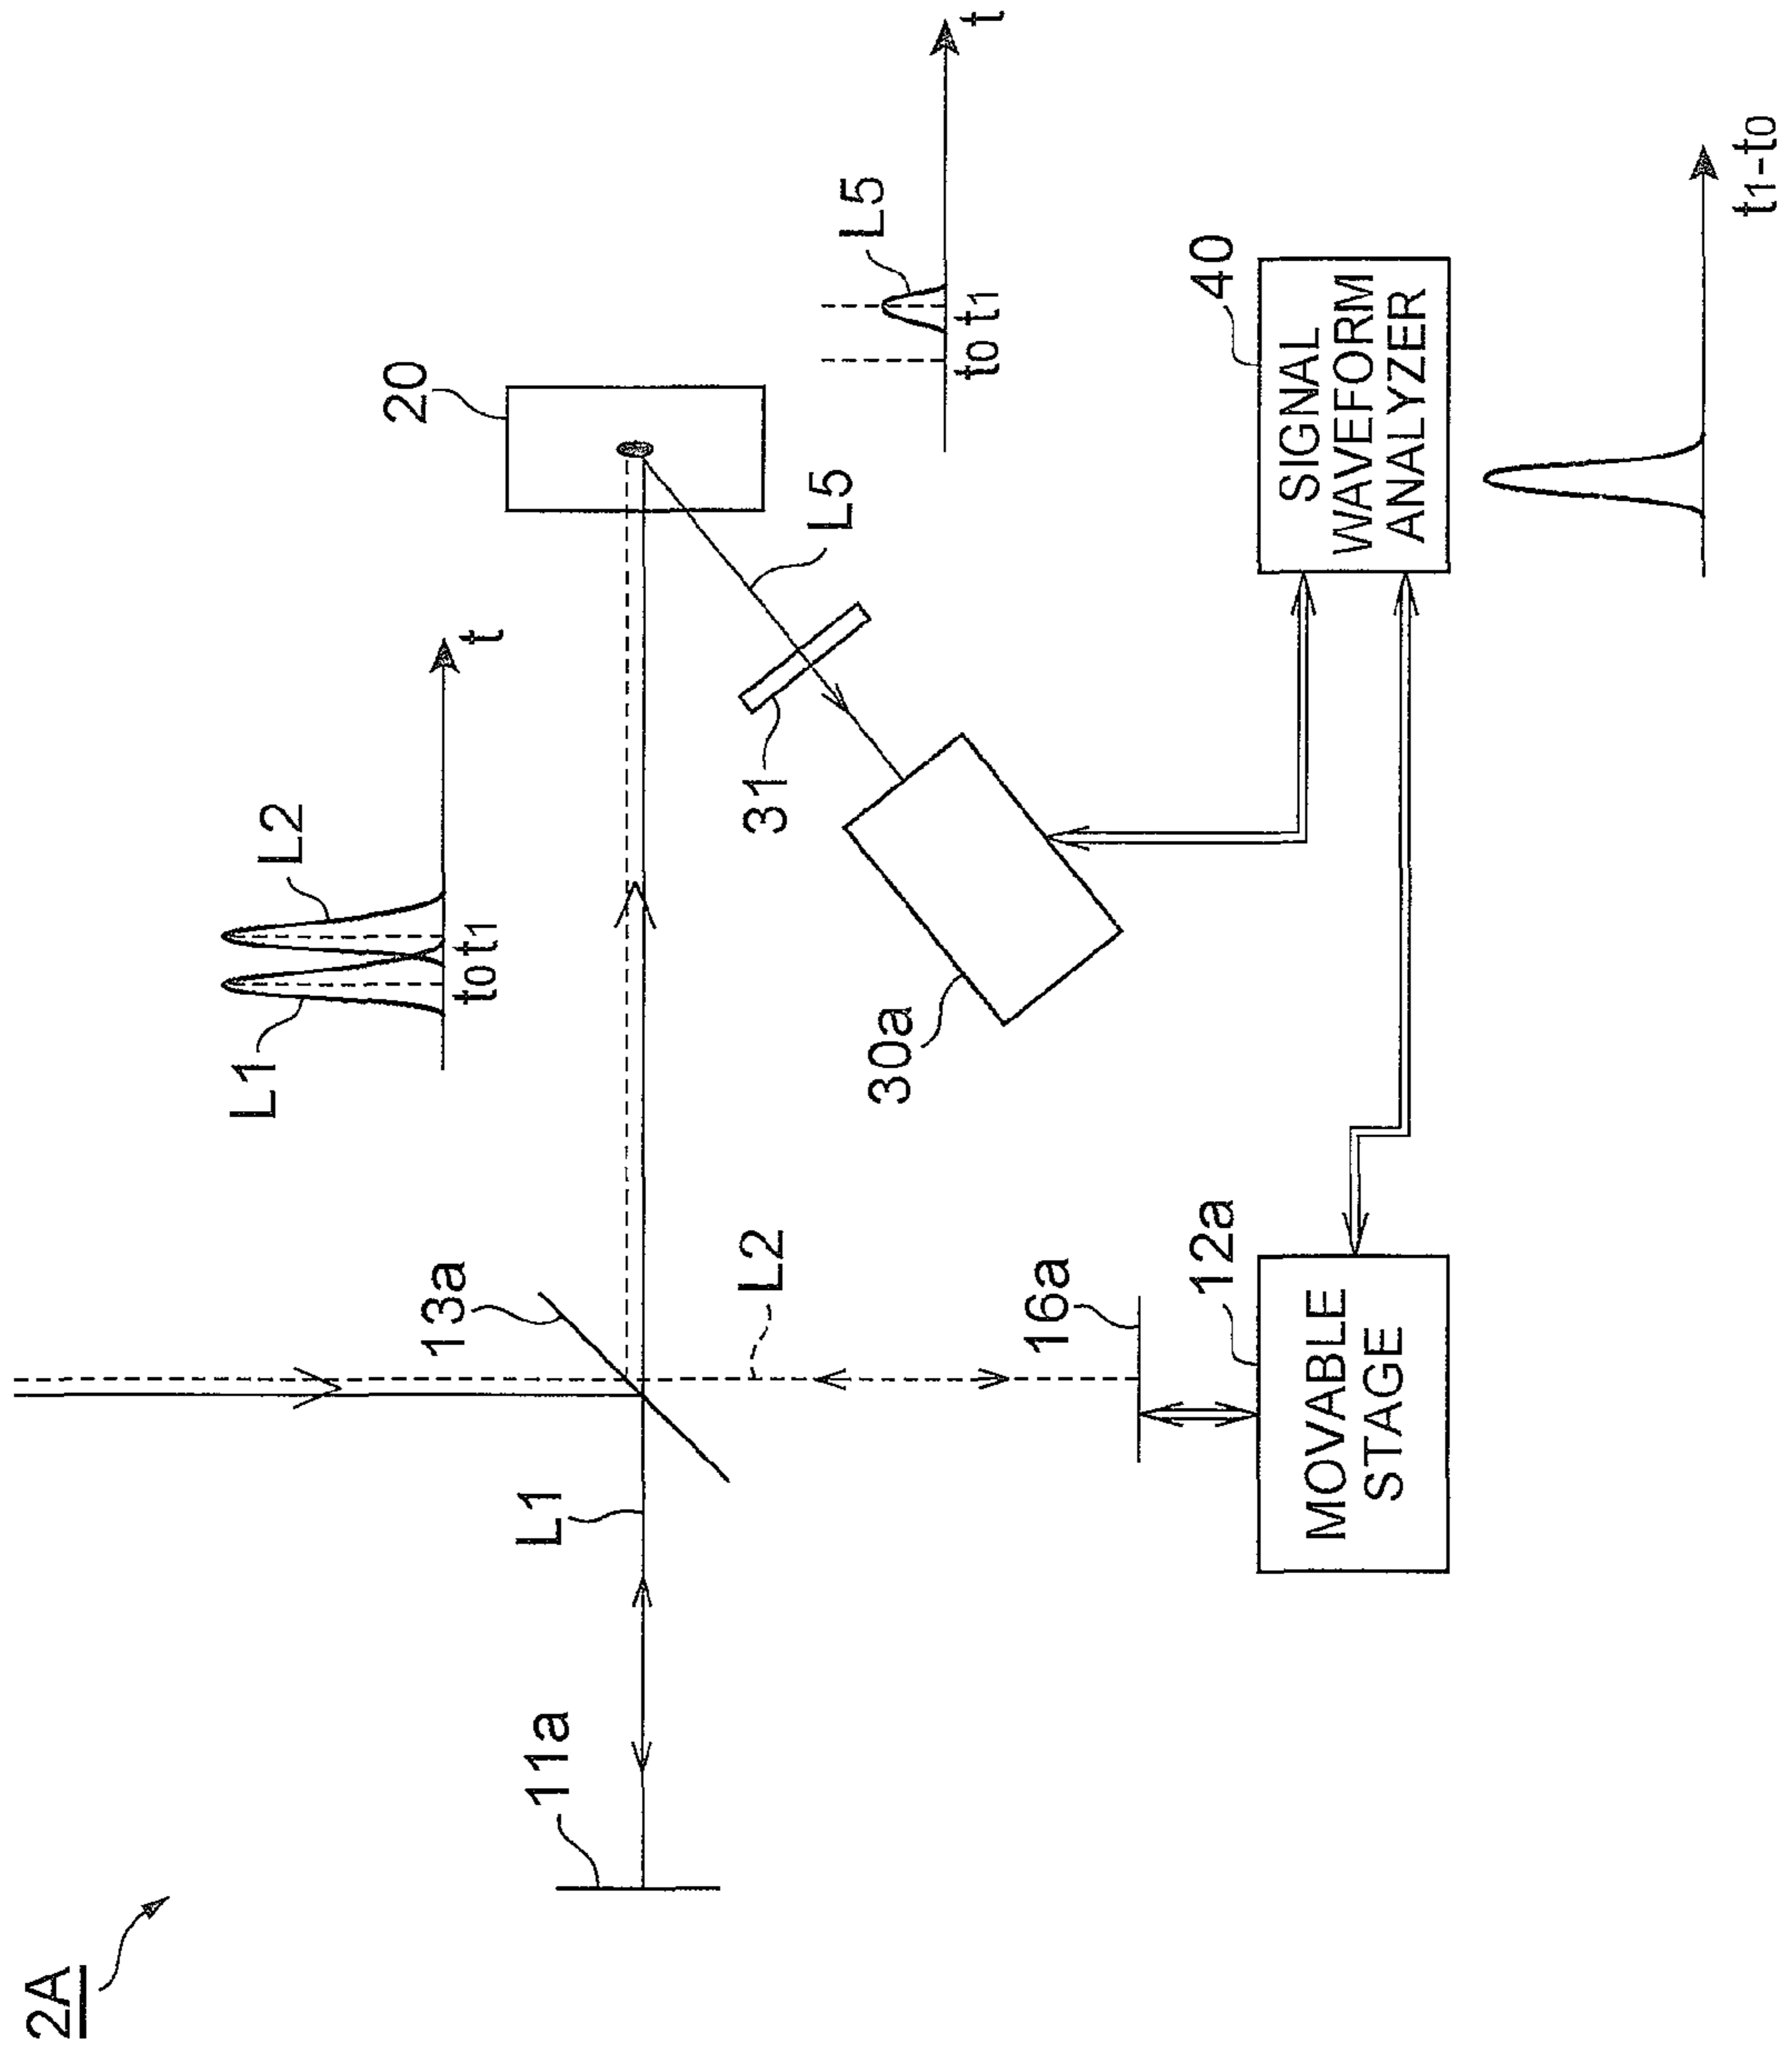 2A
L1
L2
t0 t1
t
11a
L1
13a
20
L2
31
L5
L5
t0 t1
t
30a
16a
12a
MOVABLE
STAGE
40
SIGNAL
WAVEFORM
ANALYZER
t1-t0